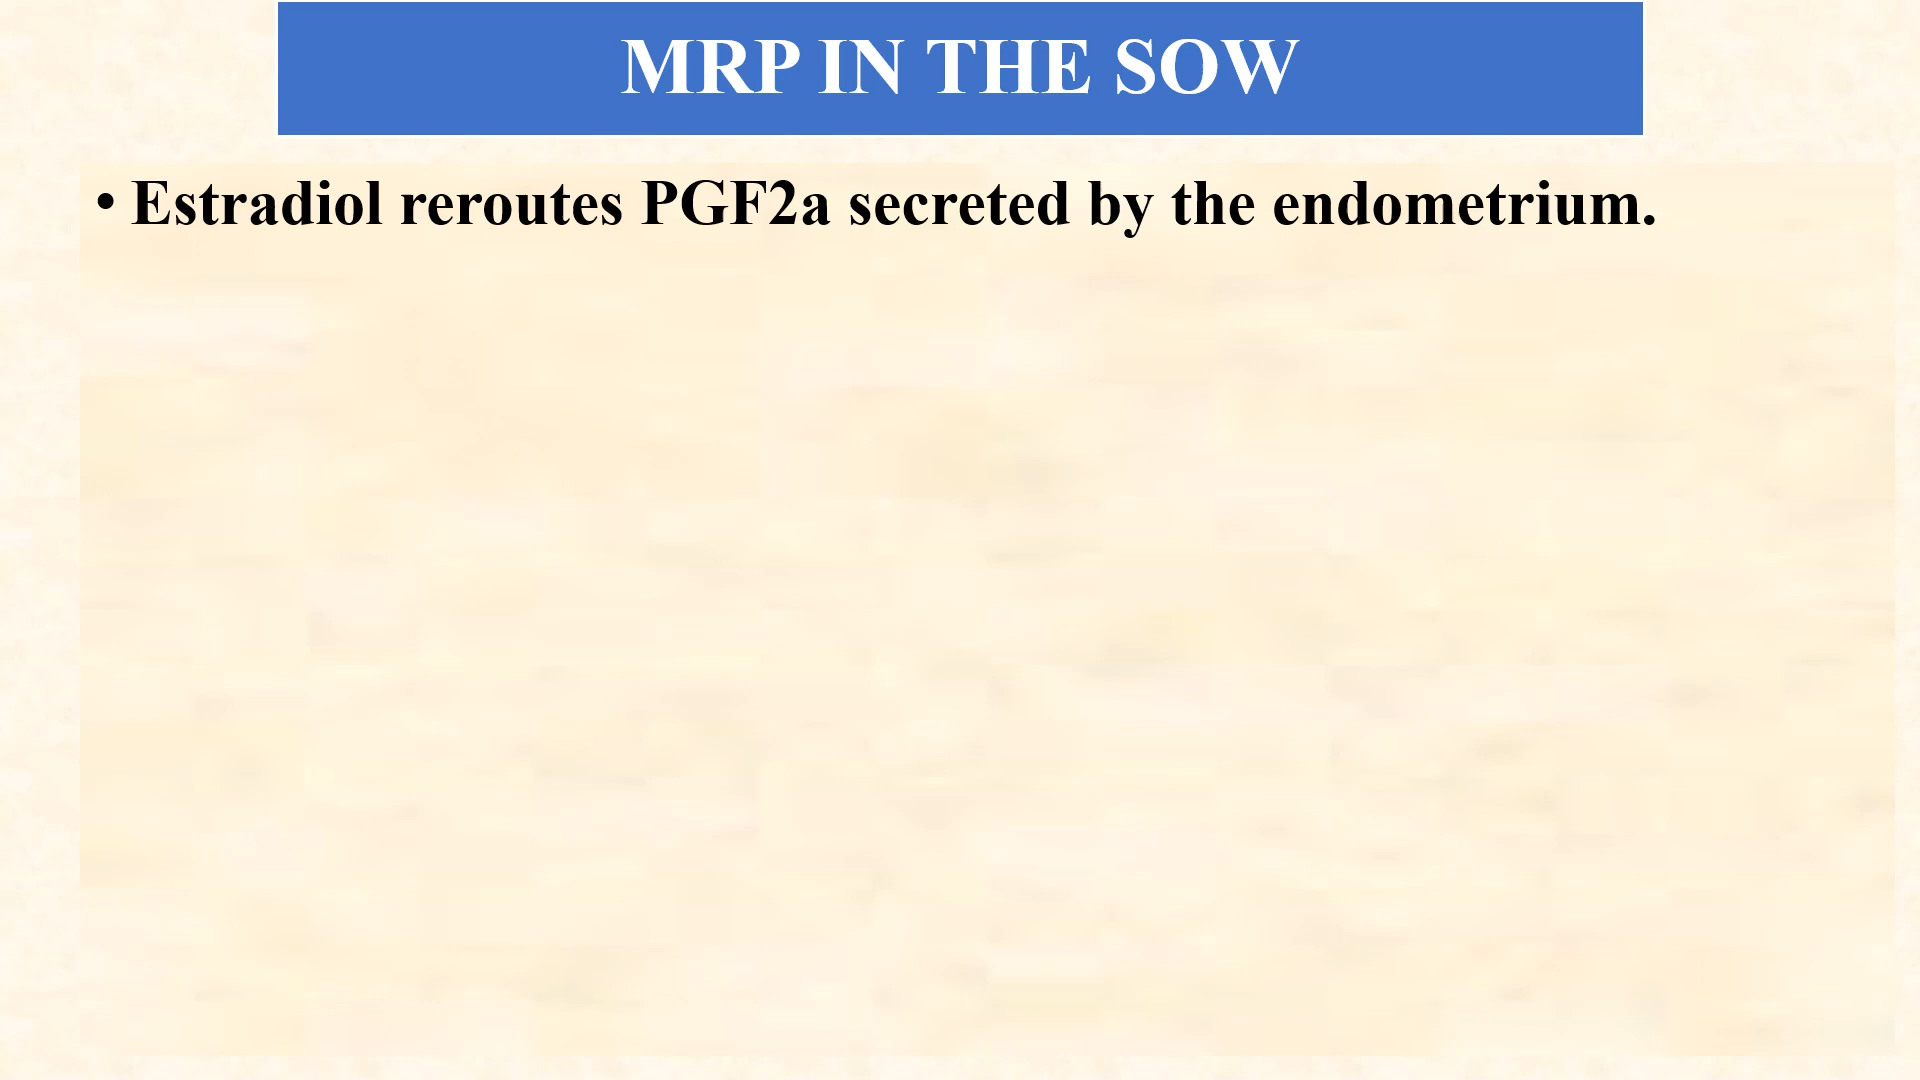 MRP IN THE SOW
• Estradiol reroutes PGF2a secreted by the endometrium.